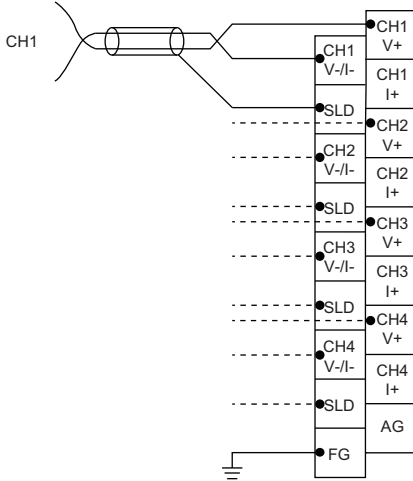 CH1
CH1
V+
CH1
V-/I-
CH1
I+
SLD
CH2
V+
CH2
V-/I-
CH2
I+
SLD
CH3
V+
CH3
V-/I-
CH3
I+
SLD
CH4
V+
CH4
V-/I-
CH4
I+
SLD
AG
FG